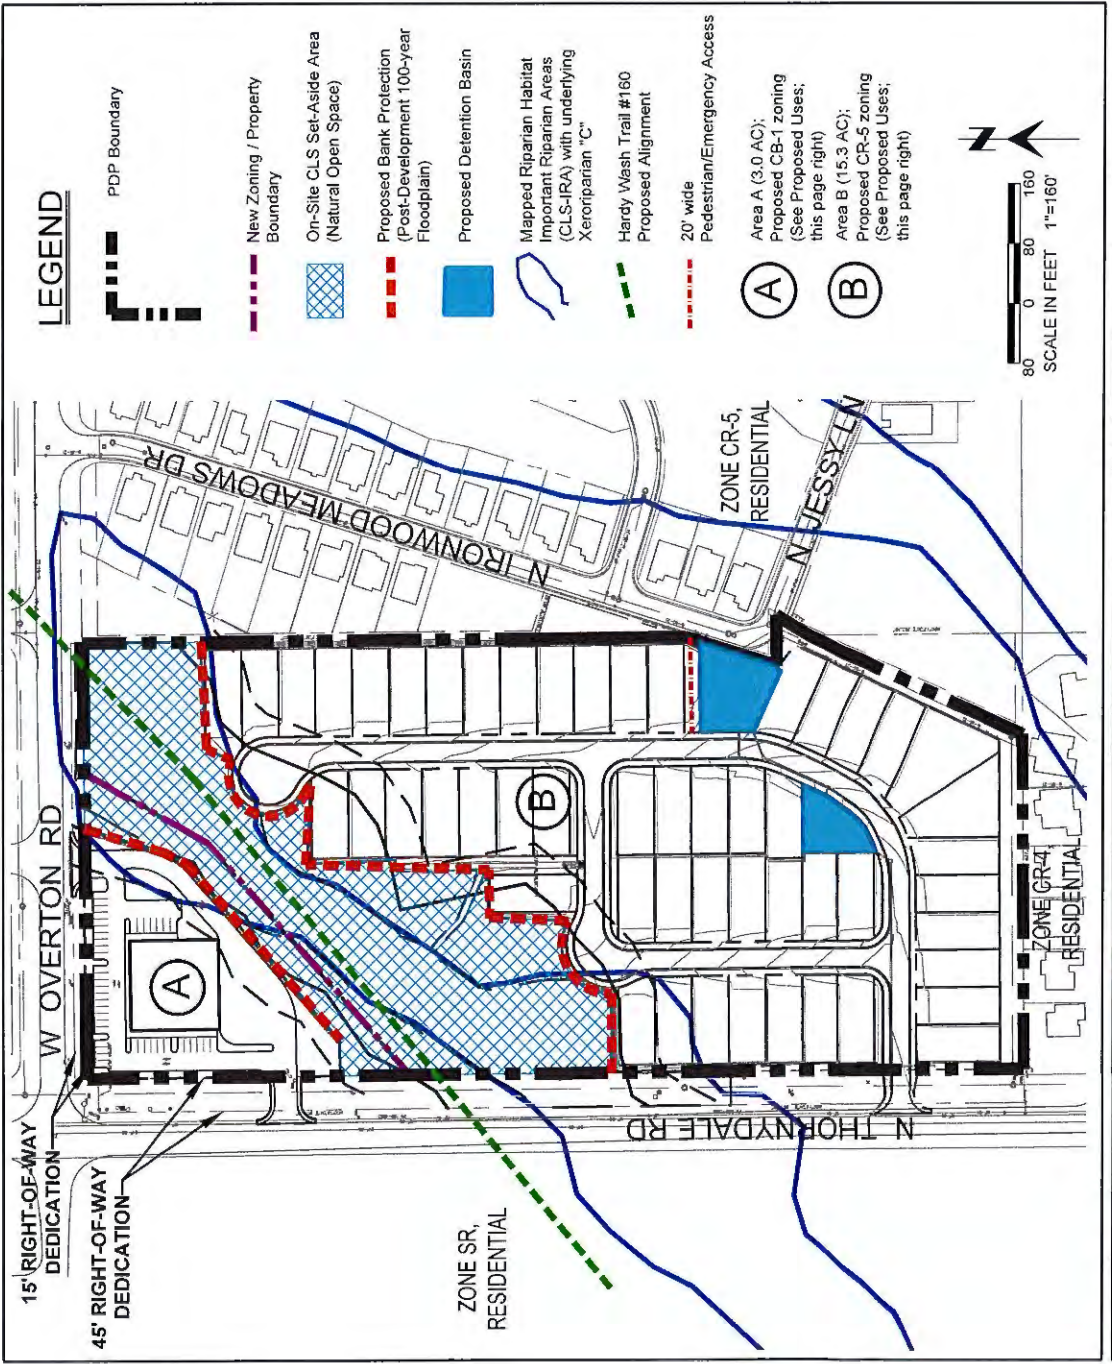 LEGEND
PDP Boundary
New Zoning / Property
Boundary
On-Site CLS Set-Aside Area
(Natural Open Space)
Proposed Bank Protection
(Post-Development 100-year
Floodplain)
Proposed Detention Basin
Mapped Riparian Habitat
Important Riparian Areas
(CLS-IRA) with underlying
Xeroriparian "C"
Hardy Wash Trail #160
Proposed Alignment
20' wide
Pedestrian/Emergency Access
A
Area A (3.0 AC);
Proposed CB-1 zoning
(See Proposed Uses;
this page right)
B
Area B (15.3 AC);
Proposed CR-5 zoning
(See Proposed Uses;
this page right)
N
80 0 80 160
SCALE IN FEET 1"=160'
15' RIGHT-OF-WAY
DEDICATION
45' RIGHT-OF-WAY
DEDICATION
W OVERTON RD
N IRONWOOD MEADOWS DR
N JESSY LN
N THORNYDALE RD
ZONE CR-5,
RESIDENTIAL
ZONE CR-4,
RESIDENTIAL
ZONE SR,
RESIDENTIAL
A
B